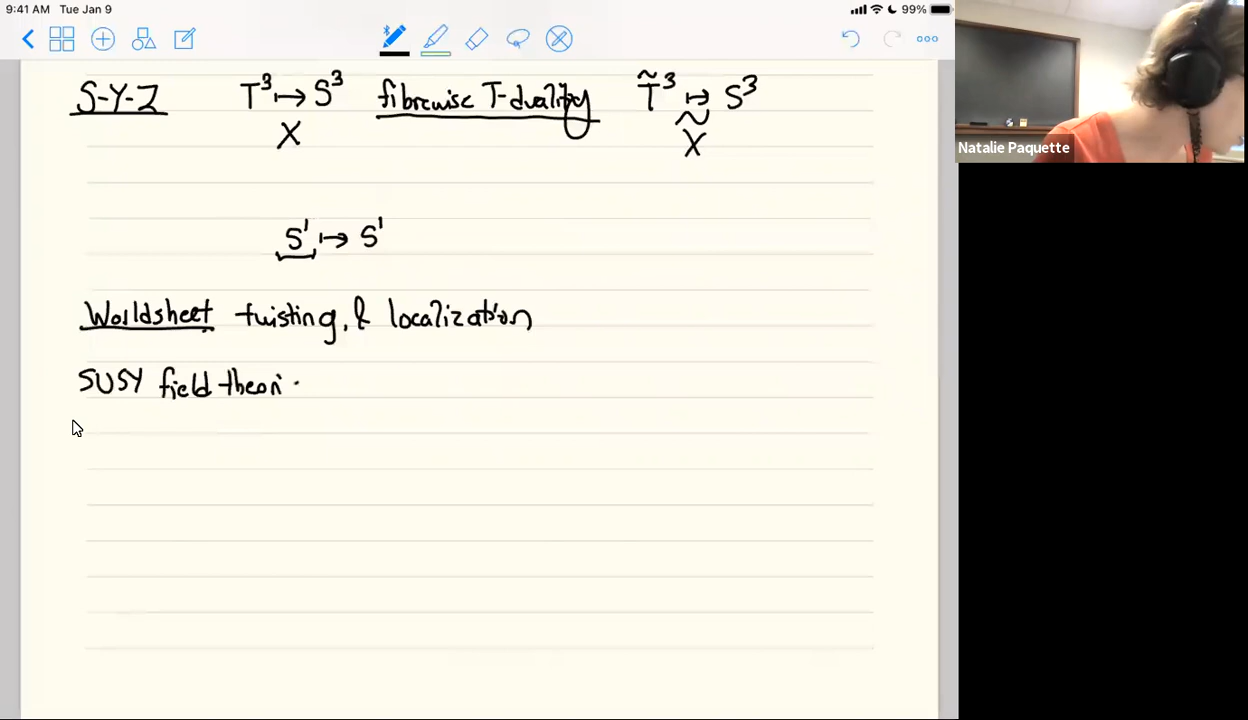 9:41 AM Tue Jan 9 99%
S-Y-Z T³ ↦ S³ fibrewise T-duality T̃³ ↦ S³
X X̃
S¹ ↦ S¹
Worldsheet twisting, & localization
SUSY field theori
Natalie Paquette